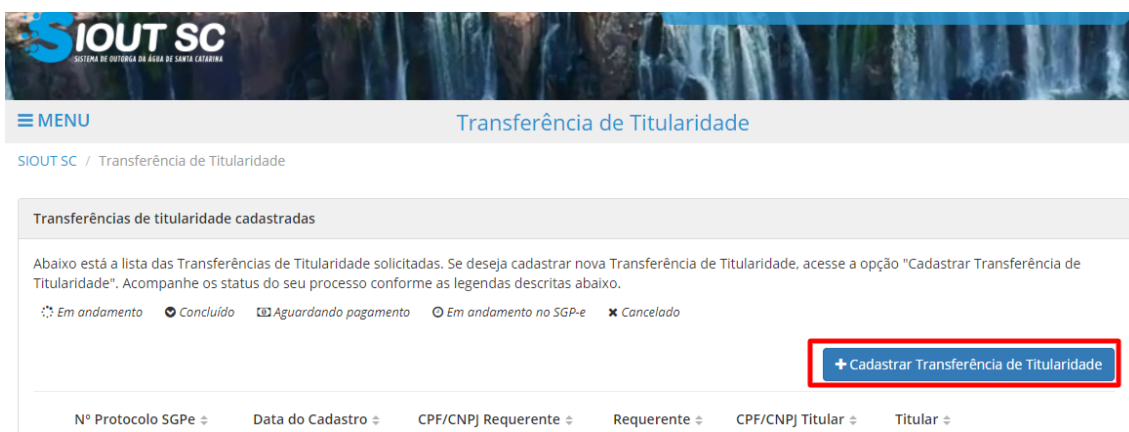 SIOUT SC
SISTEMA DE OUTORGA DA ÁGUA DE SANTA CATARINA
MENU
Transferência de Titularidade
SIOUT SC / Transferência de Titularidade
Transferências de titularidade cadastradas
Abaixo está a lista das Transferências de Titularidade solicitadas. Se deseja cadastrar nova Transferência de Titularidade, acesse a opção "Cadastrar Transferência de
Titularidade". Acompanhe os status do seu processo conforme as legendas descritas abaixo.
Em andamento Concluído Aguardando pagamento Em andamento no SGP-e Cancelado
+ Cadastrar Transferência de Titularidade
Nº Protocolo SGPe Data do Cadastro CPF/CNPJ Requerente Requerente CPF/CNPJ Titular Titular